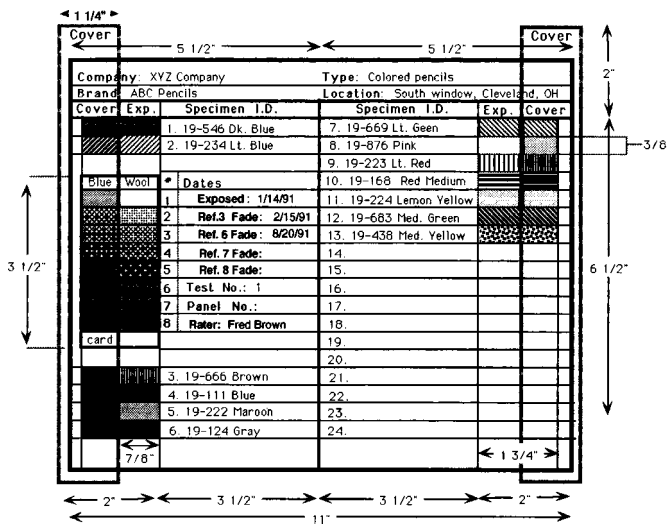 1 1/4"
Cover Cover
5 1/2" 5 1/2"
2"
Company: XYZ Company Type: Colored pencils
Brand ABC Pencils Location: South window, Cleveland, OH
Cover Exp. Specimen I.D. Specimen I.D. Exp. Cover
1. 19-546 Dk. Blue 7. 19-669 Lt. Geen
2. 19-234 Lt. Blue 8. 19-876 Pink
3/8
9. 19-223 Lt. Red
Blue Wool # Dates 10. 19-168 Red Medium
1 Exposed: 1/14/91 11. 19-224 Lemon Yellow
2 Ref.3 Fade: 2/15/91 12. 19-683 Med. Green
3 Ref. 6 Fade: 8/20/91 13. 19-438 Med. Yellow
4 Ref. 7 Fade: 14.
3 1/2" 5 Ref. 8 Fade: 15. 6 1/2"
6 Test No.: 1 16.
7 Panel No.: 17.
8 Rater: Fred Brown 18.
card 19.
20.
3. 19-666 Brown 21.
4. 19-111 Blue 22.
5. 19-222 Maroon 23.
6. 19-124 Gray 24.
7/8" 1 3/4"
2" 3 1/2" 3 1/2" 2"
11"